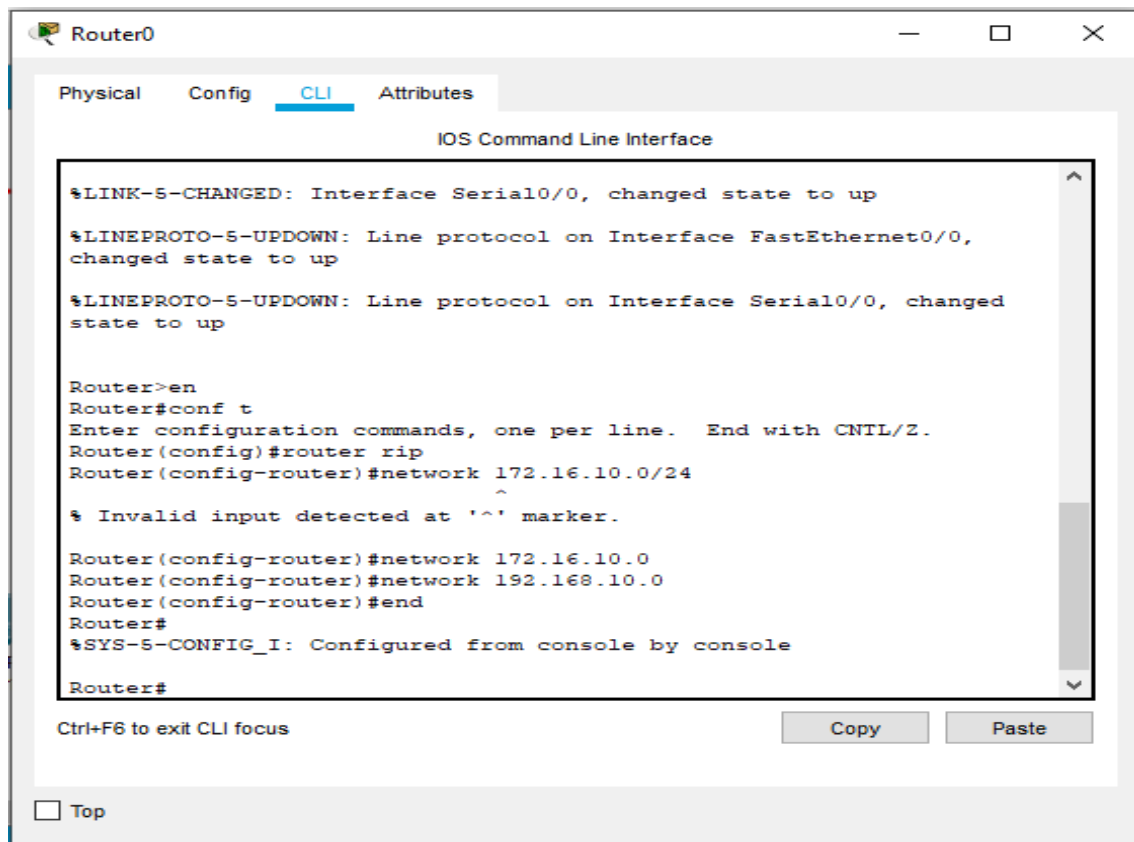 Router0
Physical Config CLI Attributes
IOS Command Line Interface
%LINK-5-CHANGED: Interface Serial0/0, changed state to up
%LINEPROTO-5-UPDOWN: Line protocol on Interface FastEthernet0/0,
changed state to up
%LINEPROTO-5-UPDOWN: Line protocol on Interface Serial0/0, changed
state to up
Router>en
Router#conf t
Enter configuration commands, one per line.  End with CNTL/Z.
Router(config)#router rip
Router(config-router)#network 172.16.10.0/24
^
% Invalid input detected at '^' marker.
Router(config-router)#network 172.16.10.0
Router(config-router)#network 192.168.10.0
Router(config-router)#end
Router#
%SYS-5-CONFIG_I: Configured from console by console
Router#
Ctrl+F6 to exit CLI focus
Copy Paste
Top